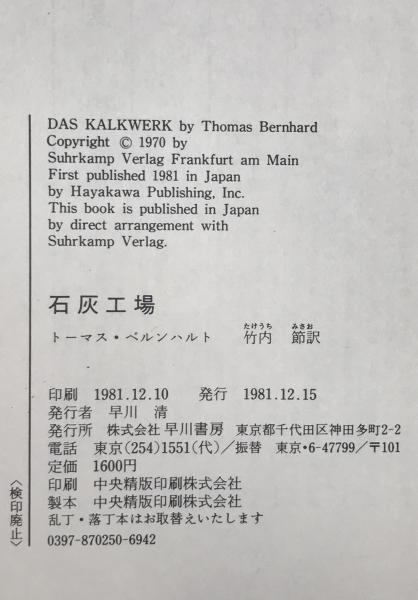 DAS KALKWERK by Thomas Bernhard
Copyright © 1970 by
Suhrkamp Verlag Frankfurt am Main
First published 1981 in Japan
by Hayakawa Publishing, Inc.
This book is published in Japan
by direct arrangement with
Suhrkamp Verlag.
石灰工場
たけうち みさお
トーマス・ベルンハルト 竹内 節訳
印刷 1981.12.10 発行 1981.12.15
発行者 早川 清
発行所 株式会社 早川書房 東京都千代田区神田多町2-2
電話 東京(254)1551(代)/振替 東京・6-47799/〒101
定価 1600円
印刷 中央精版印刷株式会社
製本 中央精版印刷株式会社
乱丁・落丁本はお取替えいたします
0397-870250-6942
〈検印廃止〉